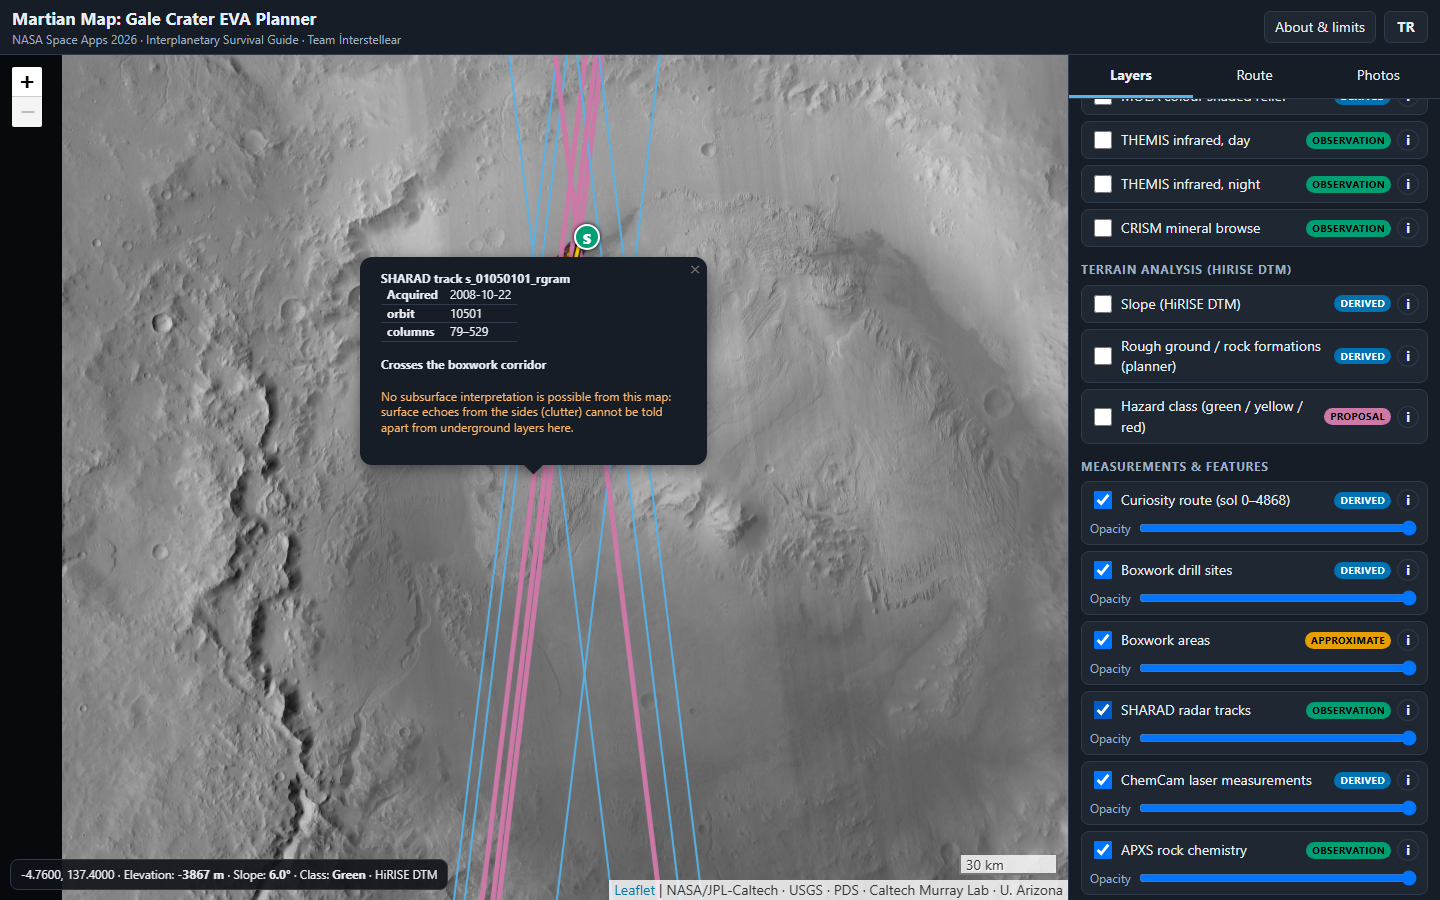 Martian Map: Gale Crater EVA Planner
NASA Space Apps 2026 · Interplanetary Survival Guide · Team İnterstellear
About & limits
TR
+
−
Layers
Route
Photos
DERIVED
i
THEMIS infrared, day
OBSERVATION
i
THEMIS infrared, night
OBSERVATION
i
CRISM mineral browse
OBSERVATION
i
TERRAIN ANALYSIS (HIRISE DTM)
Slope (HiRISE DTM)
DERIVED
i
Rough ground / rock formations
(planner)
DERIVED
i
Hazard class (green / yellow /
red)
PROPOSAL
i
MEASUREMENTS & FEATURES
Curiosity route (sol 0–4868)
DERIVED
i
Opacity
Boxwork drill sites
DERIVED
i
Opacity
Boxwork areas
APPROXIMATE
i
Opacity
SHARAD radar tracks
OBSERVATION
i
Opacity
ChemCam laser measurements
DERIVED
i
Opacity
APXS rock chemistry
OBSERVATION
i
Opacity
S
×
SHARAD track s_01050101_rgram
Acquired 2008-10-22
orbit 10501
columns 79–529
Crosses the boxwork corridor
No subsurface interpretation is possible from this map:
surface echoes from the sides (clutter) cannot be told
apart from underground layers here.
-4.7600, 137.4000 · Elevation: -3867 m · Slope: 6.0° · Class: Green · HiRISE DTM
30 km
Leaflet | NASA/JPL-Caltech · USGS · PDS · Caltech Murray Lab · U. Arizona